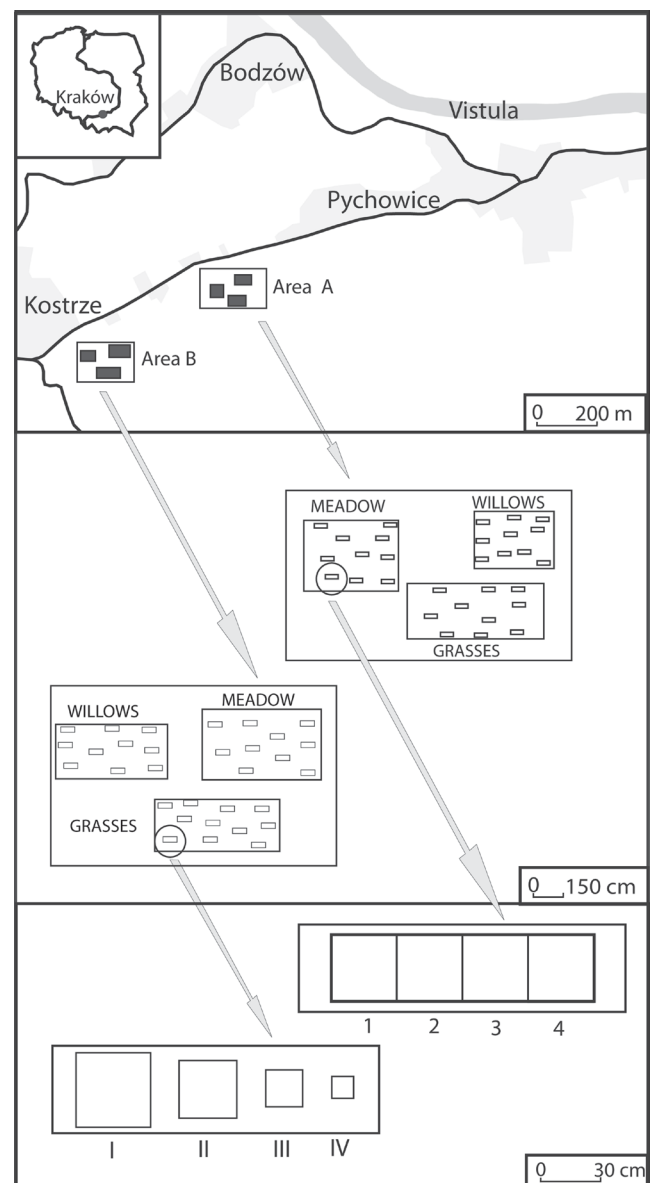 Kraków
Bodzów
Vistula
Pychowice
Kostrze
Area A
Area B
0 200 m
MEADOW
WILLOWS
GRASSES
WILLOWS
MEADOW
GRASSES
0 150 cm
1 2 3 4
I II III IV
0 30 cm